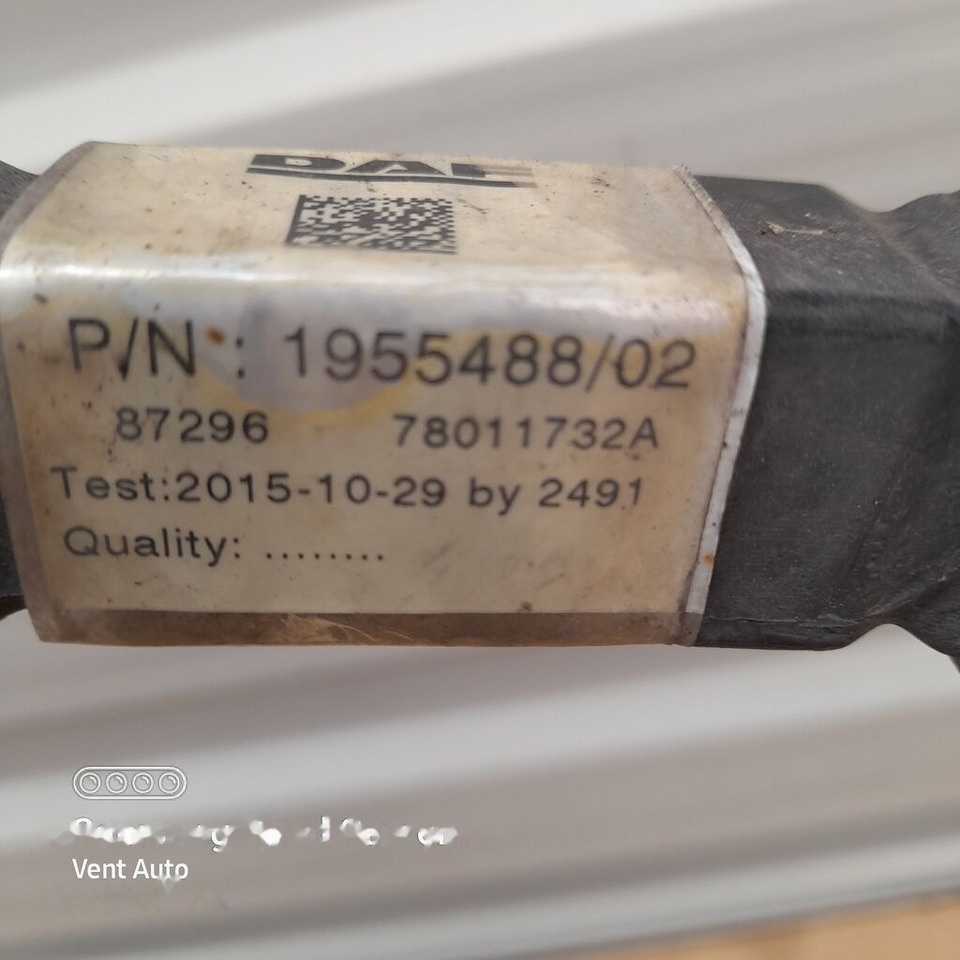 DAF
P/N : 1955488/02
87296 78011732A
Test:2015-10-29 by 2491
Quality: ........
Vent Auto